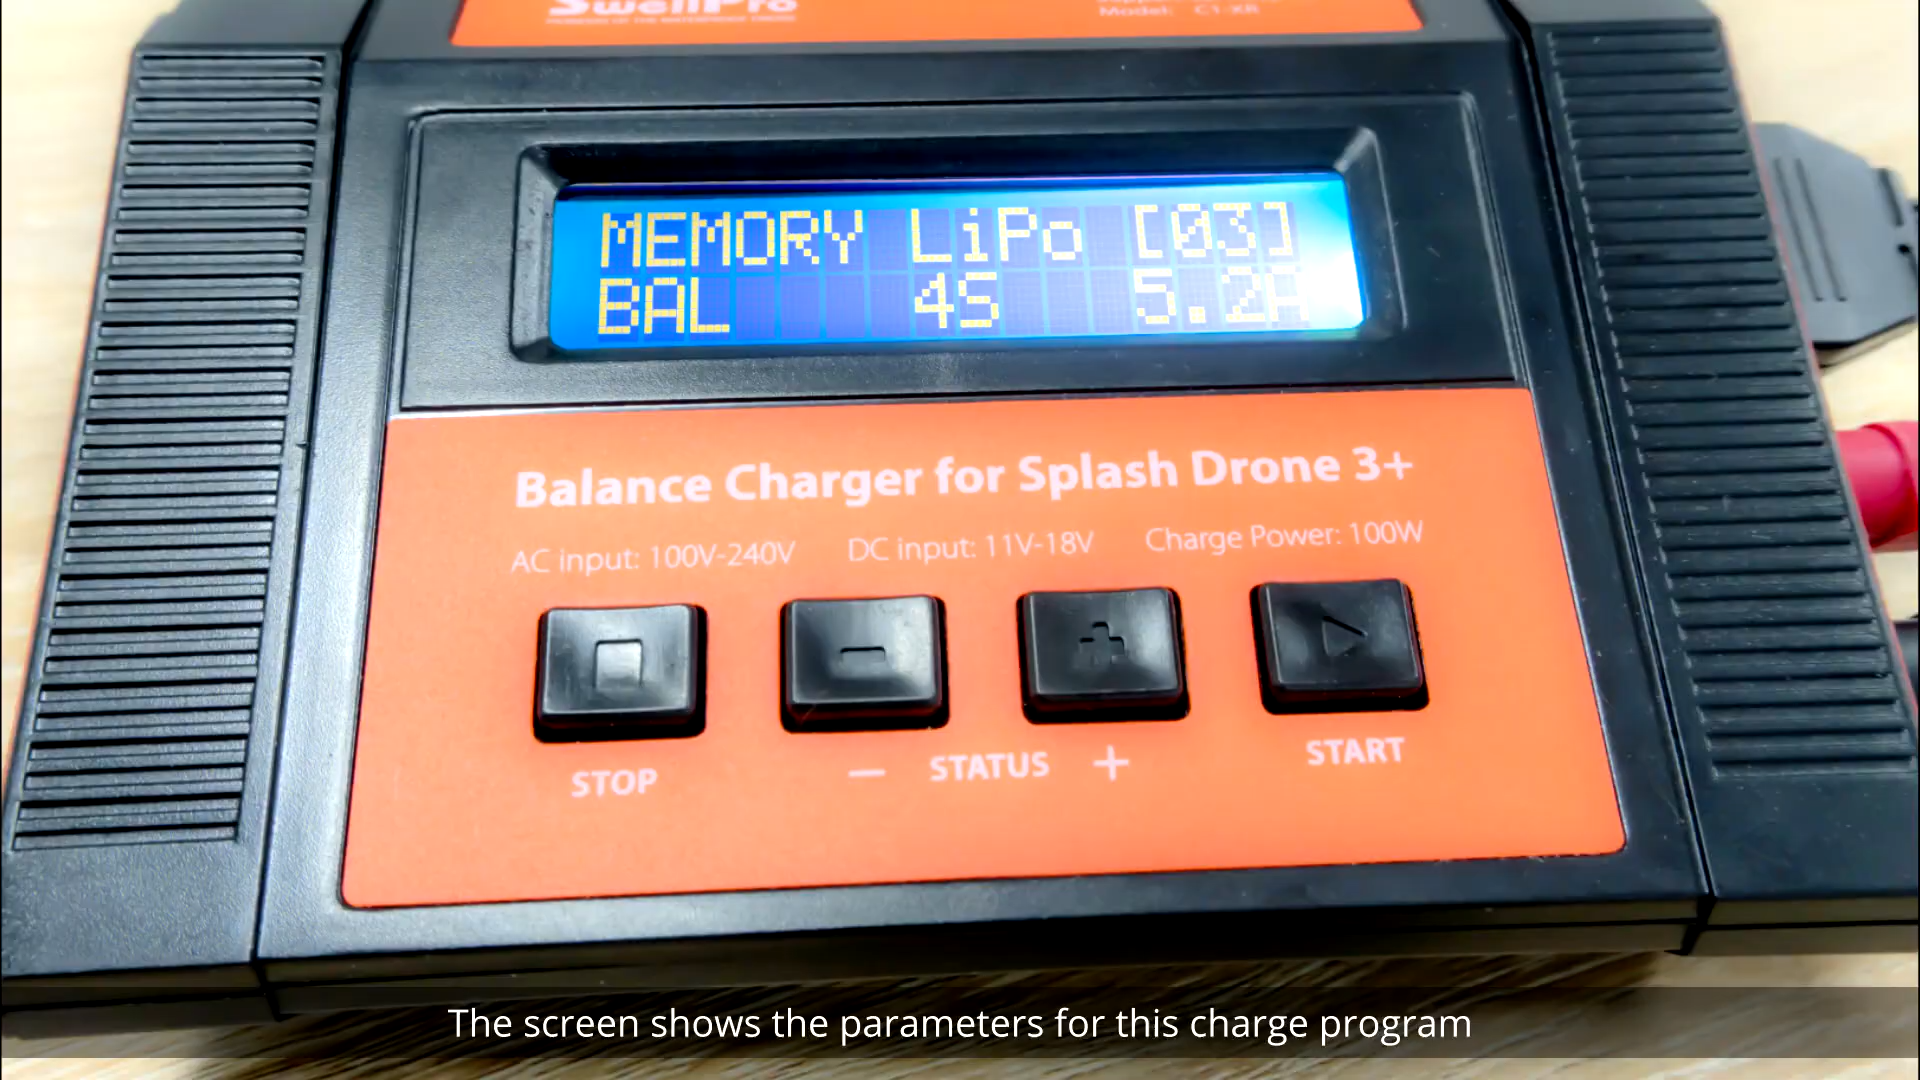 SwellPro
Model: C1-XR
MEMORY LiPo [03]
BAL 4S 5.2A
Balance Charger for Splash Drone 3+
AC input: 100V-240V DC input: 11V-18V Charge Power: 100W
STOP − STATUS + START
The screen shows the parameters for this charge program